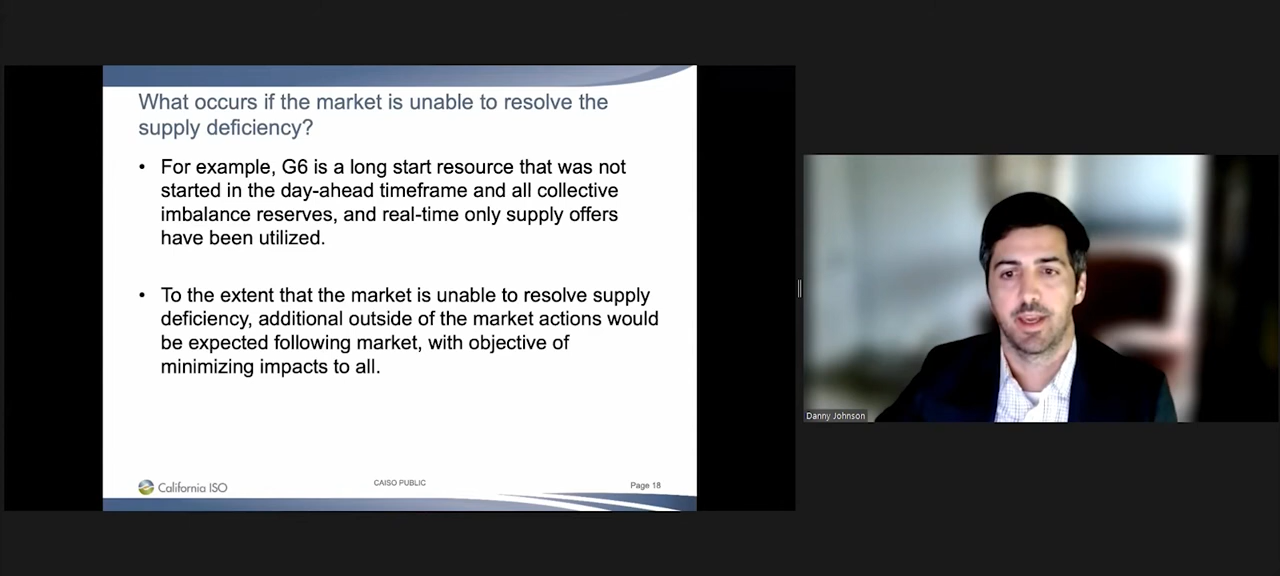 What occurs if the market is unable to resolve the
supply deficiency?
• For example, G6 is a long start resource that was not
started in the day-ahead timeframe and all collective
imbalance reserves, and real-time only supply offers
have been utilized.
• To the extent that the market is unable to resolve supply
deficiency, additional outside of the market actions would
be expected following market, with objective of
minimizing impacts to all.
California ISO
CAISO PUBLIC
Page 18
Danny Johnson